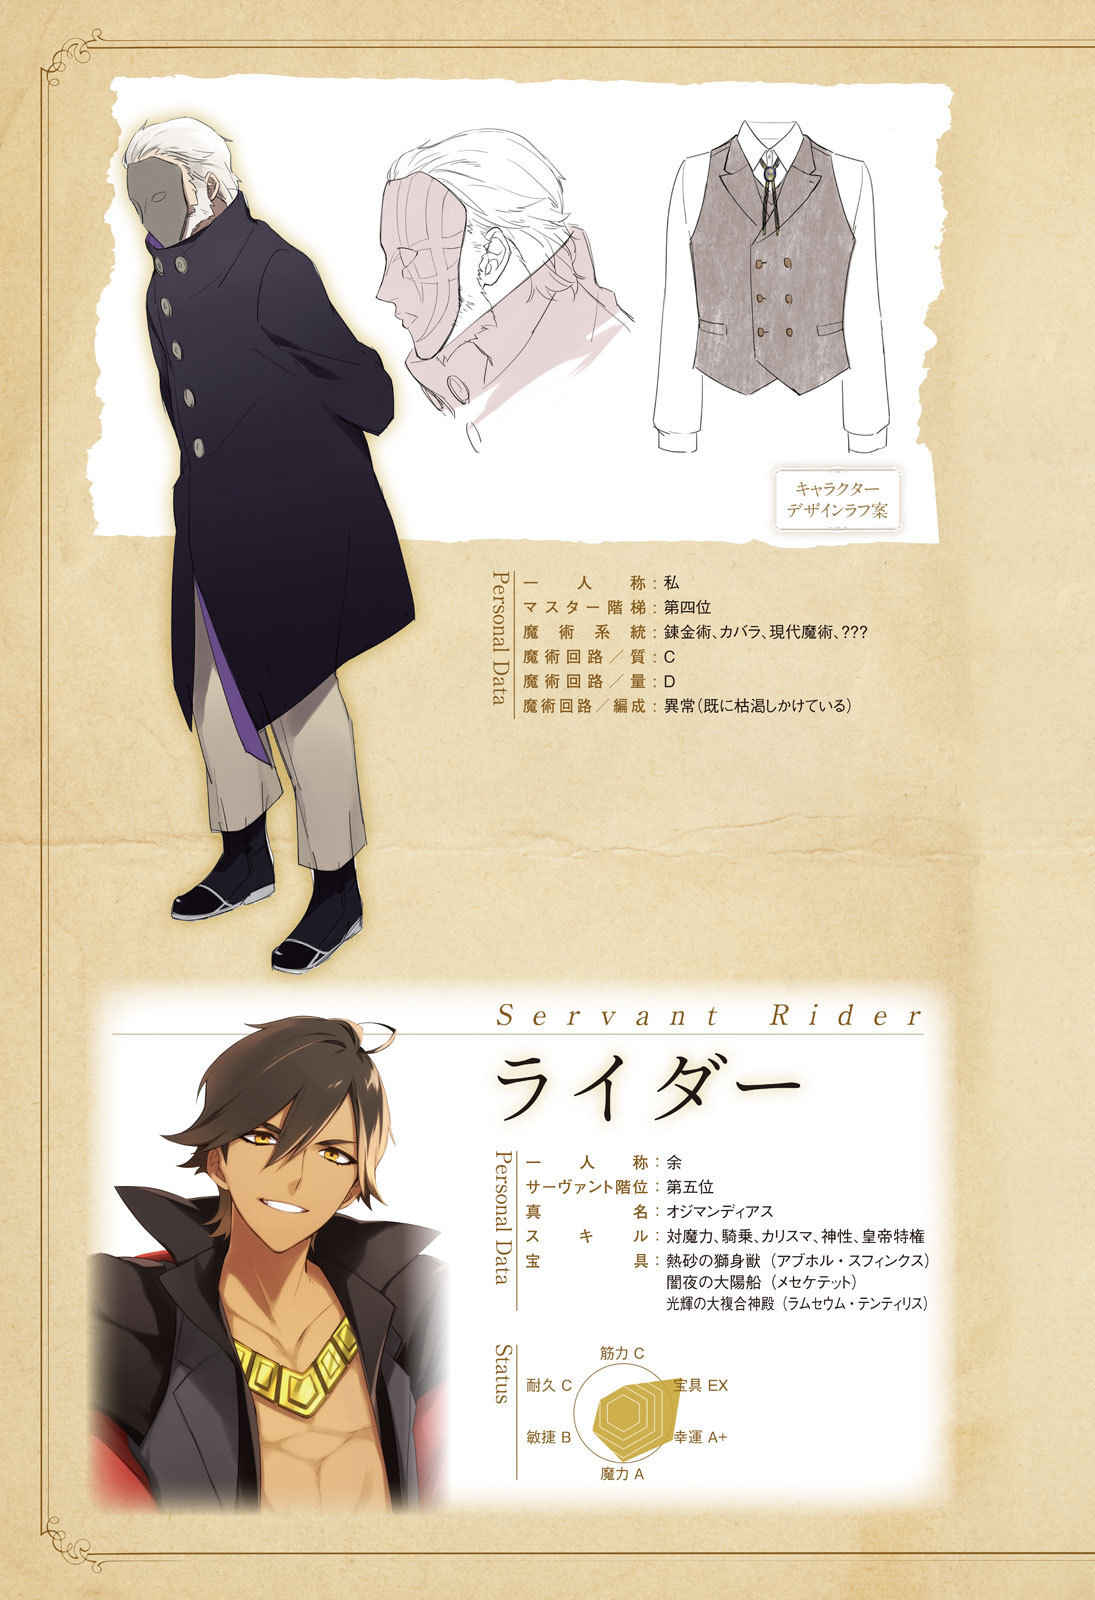 キャラクター
デザインラフ案
Personal Data
一人称：私
マスター階梯：第四位
魔術系統：錬金術、カバラ、現代魔術、???
魔術回路／質：C
魔術回路／量：D
魔術回路／編成：異常（既に枯渇しかけている）
Servant Rider
ライダー
Personal Data
一人称：余
サーヴァント階位：第五位
真名：オジマンディアス
スキル：対魔力、騎乗、カリスマ、神性、皇帝特権
宝具：熱砂の獅身獣（アブホル・スフィンクス）
闇夜の大陽船（メセケテット）
光輝の大複合神殿（ラムセウム・テンティリス）
Status
筋力 C
耐久 C
宝具 EX
敏捷 B
幸運 A+
魔力 A